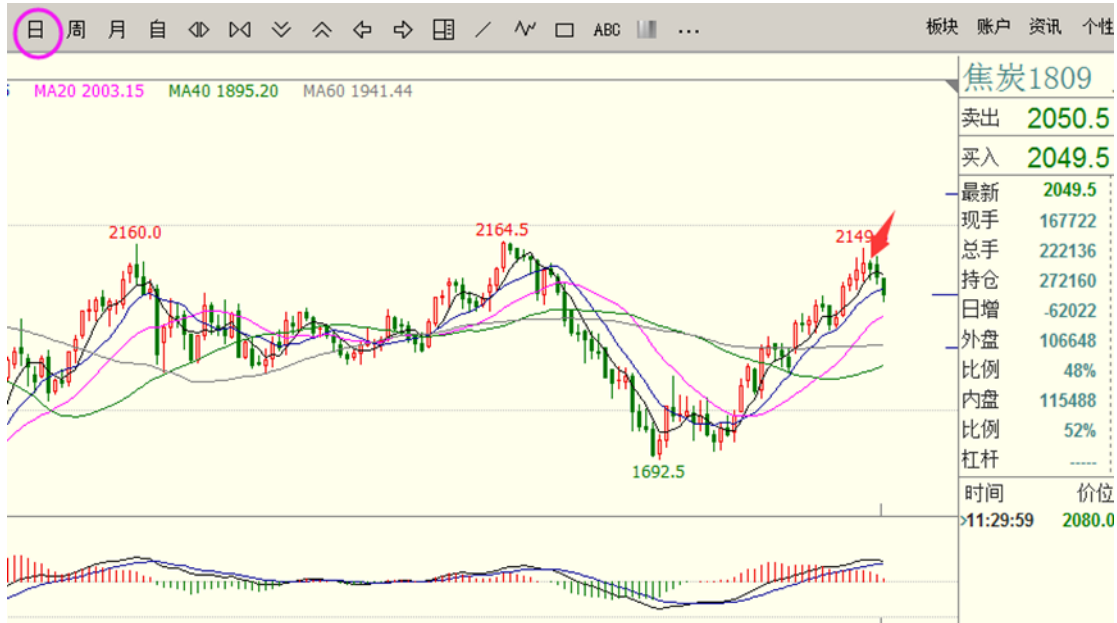 日 周 月 自 ABC ... 板块 账户 资讯 个性
MA20 2003.15 MA40 1895.20 MA60 1941.44
焦炭1809
卖出 2050.5
买入 2049.5
最新 2049.5
现手 167722
总手 222136
持仓 272160
日增 -62022
外盘 106648
比例 48%
内盘 115488
比例 52%
杠杆 -----
时间 价位
11:29:59 2080.0
2160.0
2164.5
2149
1692.5